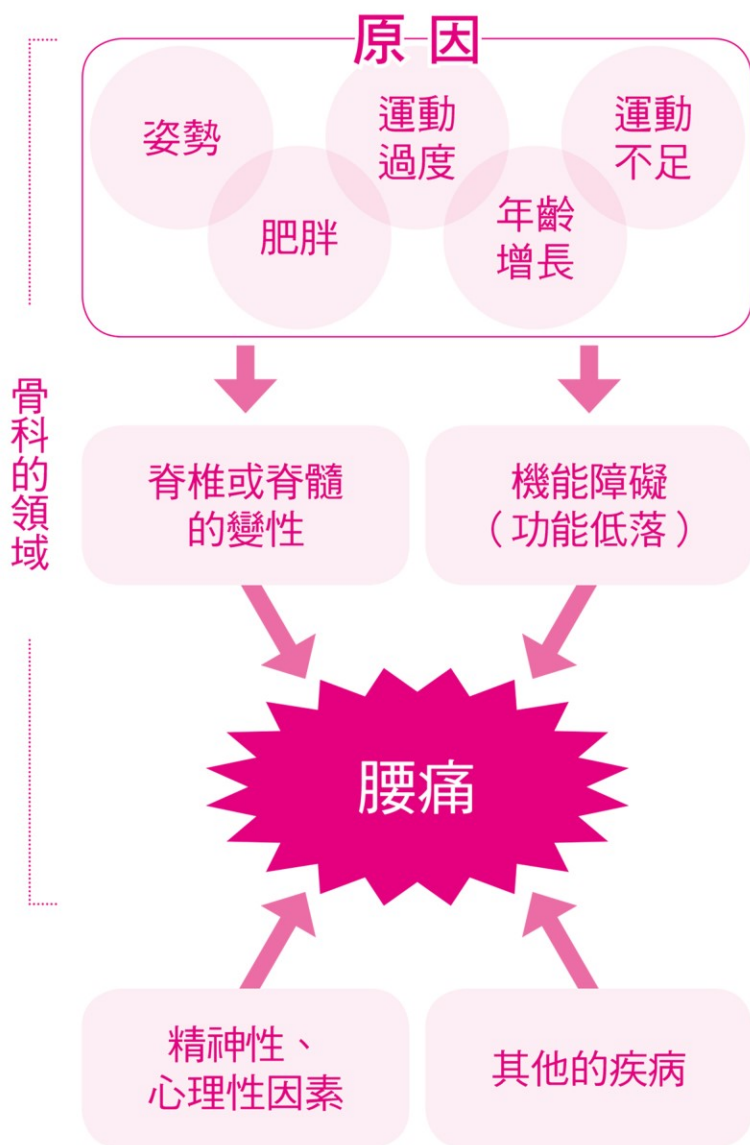 原因
姿勢
肥胖
運動
過度
年齡
增長
運動
不足
骨科的領域
脊椎或脊髓
的變性
機能障礙
（功能低落）
腰痛
精神性、
心理性因素
其他的疾病